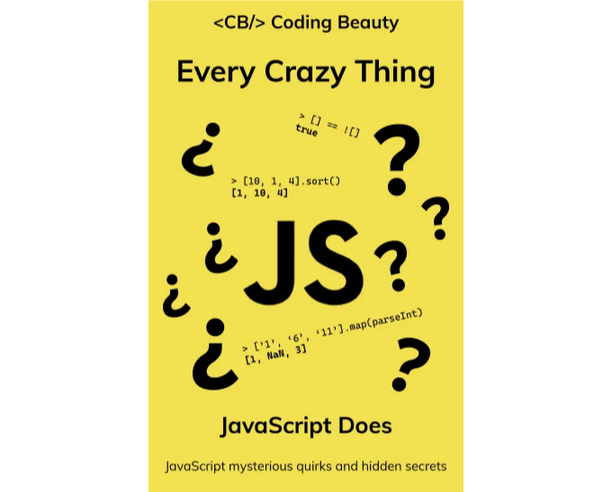 <CB/> Coding Beauty
Every Crazy Thing
> [] == ![]
true
> [10, 1, 4].sort()
[1, 10, 4]
JS
> ['1', '6', '11'].map(parseInt)
[1, NaN, 3]
JavaScript Does
JavaScript mysterious quirks and hidden secrets